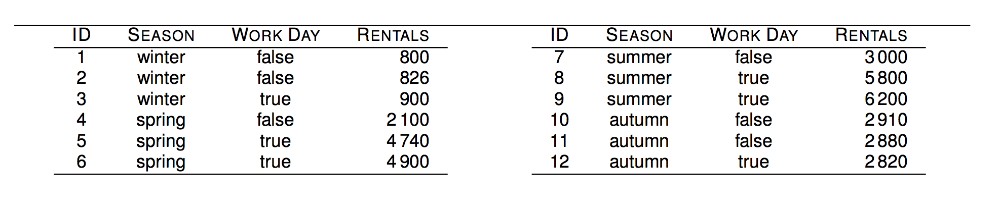 ID SEASON WORK DAY RENTALS ID SEASON WORK DAY RENTALS
1 winter false 800 7 summer false 3 000
2 winter false 826 8 summer true 5 800
3 winter true 900 9 summer true 6 200
4 spring false 2 100 10 autumn false 2 910
5 spring true 4 740 11 autumn false 2 880
6 spring true 4 900 12 autumn true 2 820